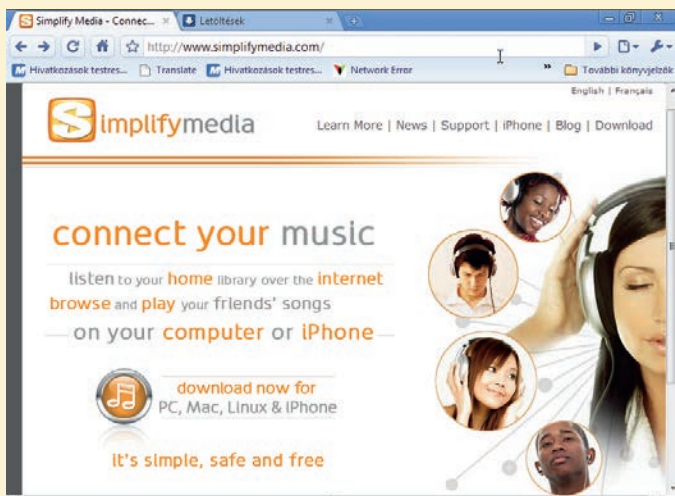 Simplify Media - Connec...
Letöltések
http://www.simplifymedia.com/
Hivatkozások testres...
Translate
Hivatkozások testres...
Network Error
»
További könyvjelzők
English | Français
Simplifymedia
Learn More | News | Support | iPhone | Blog | Download
connect your music
listen to your home library over the internet
browse and play your friends' songs
on your computer or iPhone
download now for
PC, Mac, Linux & iPhone
it's simple, safe and free